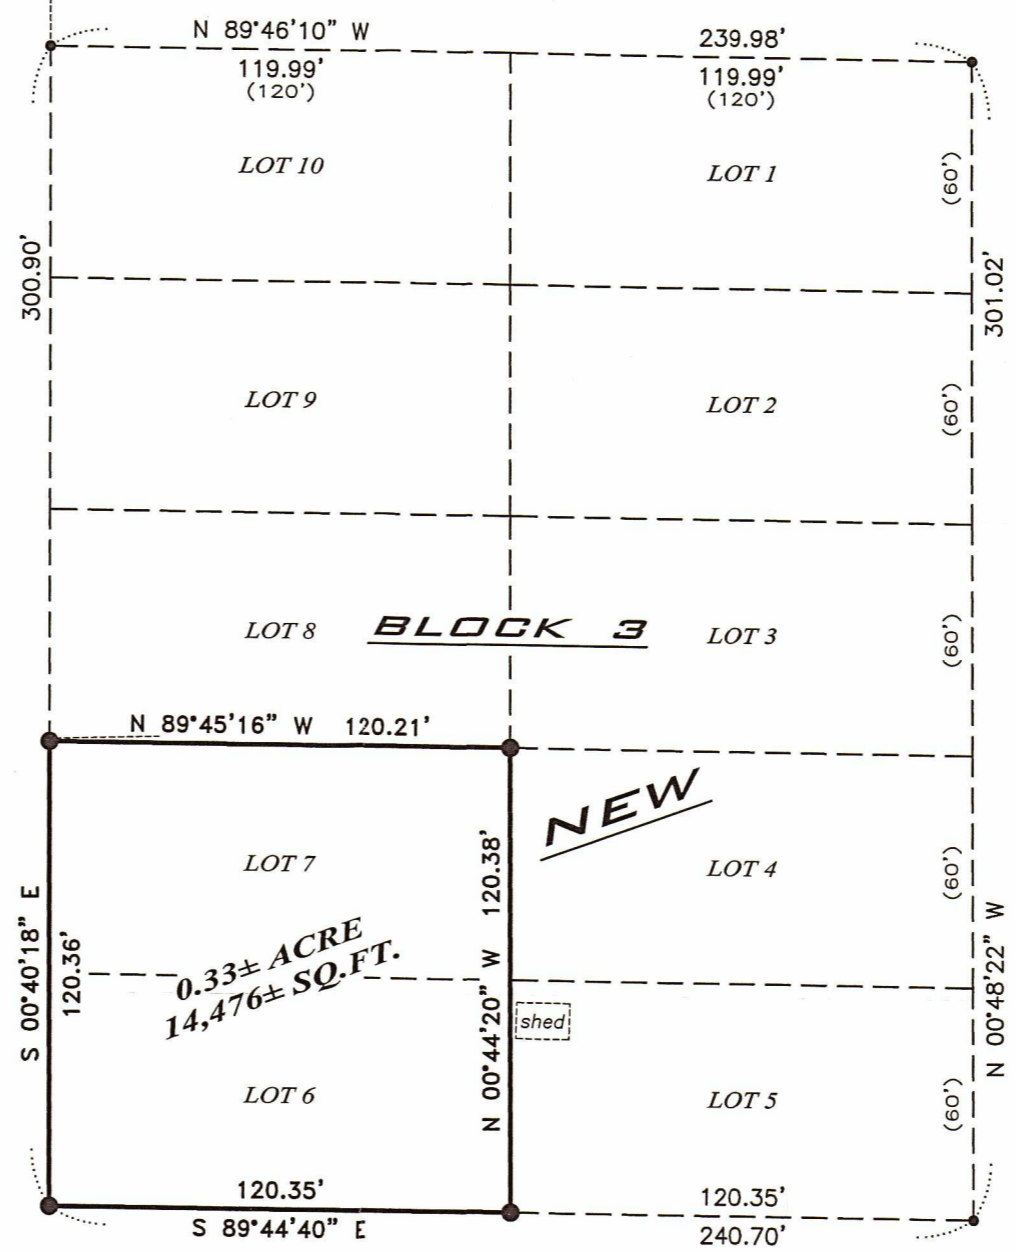 N 89°46'10" W
239.98'
119.99'
(120')
119.99'
(120')
LOT 10
LOT 1
(60')
300.90'
301.02'
LOT 9
LOT 2
(60')
LOT 8
BLOCK 3
LOT 3
(60')
N 89°45'16" W 120.21'
NEW
LOT 7
120.38'
LOT 4
(60')
S 00°40'18" E
120.36'
0.33± ACRE
14,476± SQ.FT.
N 00°44'20" W
shed
N 00°48'22" W
LOT 6
LOT 5
(60')
120.35'
S 89°44'40" E
120.35'
240.70'